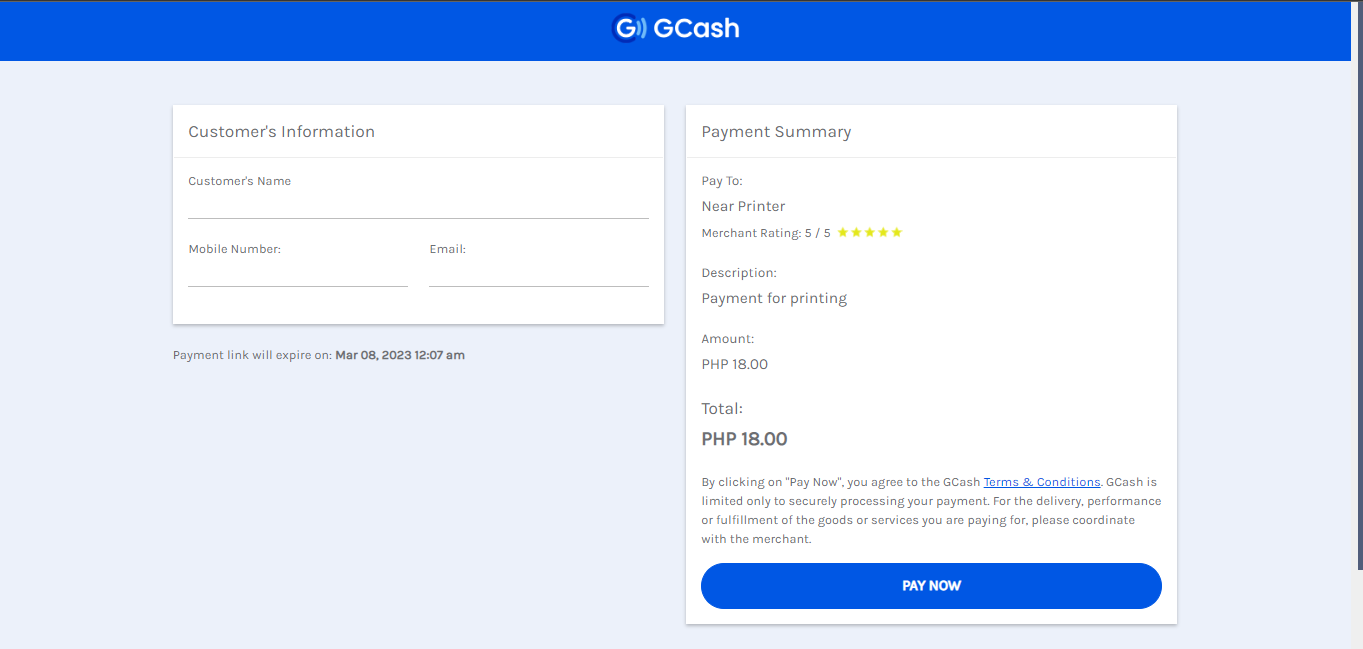 GCash
Customer's Information
Customer's Name
Mobile Number:
Email:
Payment link will expire on: Mar 08, 2023 12:07 am
Payment Summary
Pay To:
Near Printer
Merchant Rating: 5 / 5
Description:
Payment for printing
Amount:
PHP 18.00
Total:
PHP 18.00
By clicking on "Pay Now", you agree to the GCash Terms & Conditions. GCash is
limited only to securely processing your payment. For the delivery, performance
or fulfillment of the goods or services you are paying for, please coordinate
with the merchant.
PAY NOW